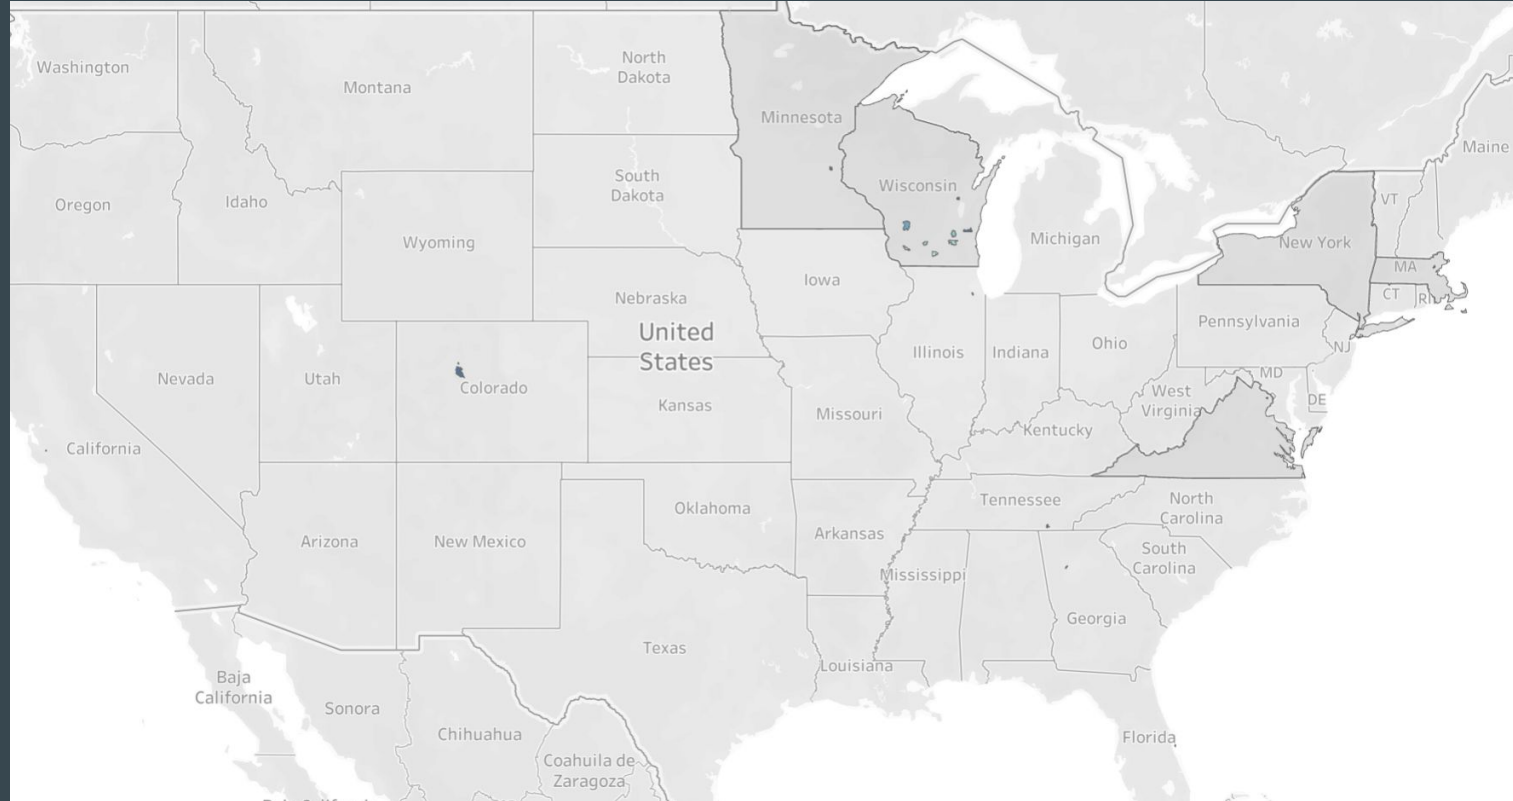 North
Dakota
Washington
Montana
Minnesota
Maine
South
Dakota
Wisconsin
Oregon
Idaho
VT
Wyoming
Michigan
New York
MA
Iowa
Nebraska
CT
RI
United
States
Pennsylvania
Illinois
Indiana
Ohio
NJ
Nevada
Utah
Colorado
MD
West
Virginia
DE
Kansas
Missouri
Kentucky
California
Tennessee
North
Carolina
Oklahoma
Arkansas
Arizona
New Mexico
South
Carolina
Mississippi
Georgia
Texas
Louisiana
Baja
California
Sonora
Chihuahua
Florida
Coahuila de
Zaragoza